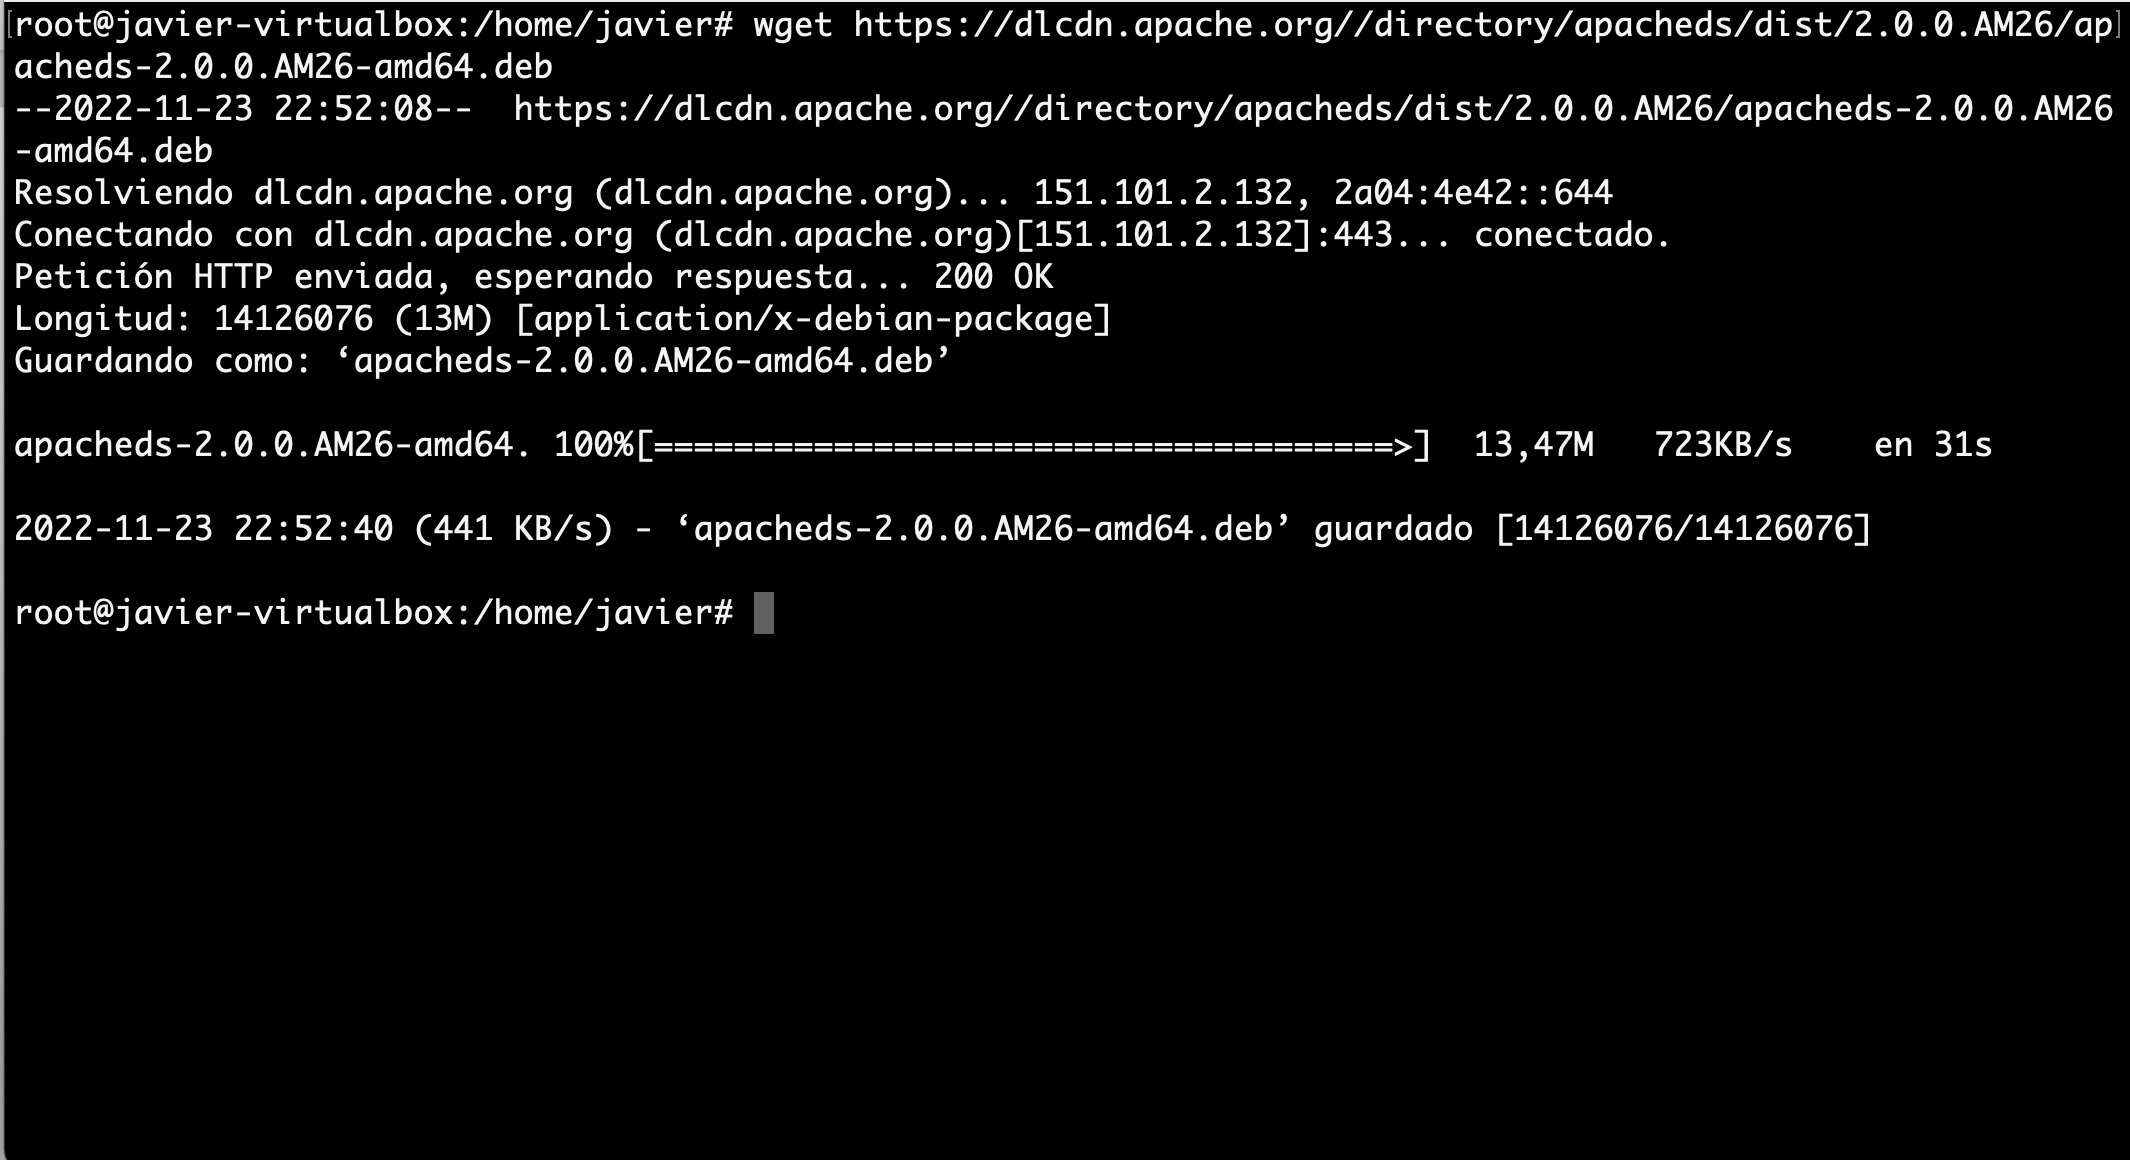 [root@javier-virtualbox:/home/javier# wget https://dlcdn.apache.org//directory/apacheds/dist/2.0.0.AM26/ap]
acheds-2.0.0.AM26-amd64.deb
--2022-11-23 22:52:08--  https://dlcdn.apache.org//directory/apacheds/dist/2.0.0.AM26/apacheds-2.0.0.AM26
-amd64.deb
Resolviendo dlcdn.apache.org (dlcdn.apache.org)... 151.101.2.132, 2a04:4e42::644
Conectando con dlcdn.apache.org (dlcdn.apache.org)[151.101.2.132]:443... conectado.
Petición HTTP enviada, esperando respuesta... 200 OK
Longitud: 14126076 (13M) [application/x-debian-package]
Guardando como: ‘apacheds-2.0.0.AM26-amd64.deb’
apacheds-2.0.0.AM26-amd64. 100%[=====================================>]  13,47M   723KB/s    en 31s
2022-11-23 22:52:40 (441 KB/s) - ‘apacheds-2.0.0.AM26-amd64.deb’ guardado [14126076/14126076]
root@javier-virtualbox:/home/javier#